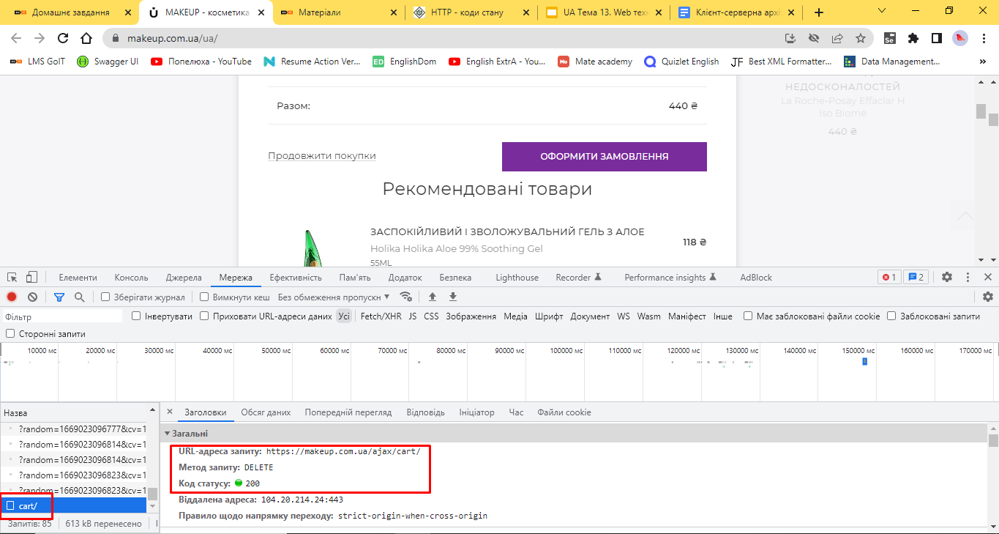 Домашнє завдання
MAKEUP - косметика
Матеріали
HTTP - коди стану
UA Тема 13. Web техн
Клієнт-серверна архі
makeup.com.ua/ua/
Se
LMS GoIT
Swagger UI
Попелюха - YouTube
Resume Action Ver...
ED EnglishDom
English ExtrA - You...
Ma Mate academy
Quizlet English
JF Best XML Formatter...
Data Management...
»
НЕДОСКОНАЛОСТЕЙ
La Roche-Posay Effaclar H
Iso Biome
440 ₴
Разом: 440 ₴
Продовжити покупки
ОФОРМИТИ ЗАМОВЛЕННЯ
Рекомендовані товари
ЗАСПОКІЙЛИВИЙ І ЗВОЛОЖУВАЛЬНИЙ ГЕЛЬ З АЛОЕ
118 ₴
Holika Holika Aloe 99% Soothing Gel
55ML
Елементи Консоль Джерела Мережа Ефективність Пам'ять Додаток Безпека Lighthouse Recorder Performance insights AdBlock 1 2
Зберігати журнал Вимкнути кеш Без обмеження пропускн
Фільтр Інвертувати Приховати URL-адреси даних Усі Fetch/XHR JS CSS Зображення Медіа Шрифт Документ WS Wasm Маніфест Інше Має заблоковані файли cookie Заблоковані запити
Сторонні запити
10000 мс 20000 мс 30000 мс 40000 мс 50000 мс 60000 мс 70000 мс 80000 мс 90000 мс 100000 мс 110000 мс 120000 мс 130000 мс 140000 мс 150000 мс 160000 мс 170000 мс
Назва
?random=1669023096777&cv=1
?random=1669023096814&cv=1
?random=1669023096814&cv=1
?random=1669023096823&cv=1
?random=1669023096823&cv=1
cart/
Запитів: 85 613 kB перенесено
Заголовки Обсяг даних Попередній перегляд Відповідь Ініціатор Час Файли cookie
Загальні
URL-адреса запиту: https://makeup.com.ua/ajax/cart/
Метод запиту: DELETE
Код статусу: 200
Віддалена адреса: 104.20.214.24:443
Правило щодо напрямку переходу: strict-origin-when-cross-origin